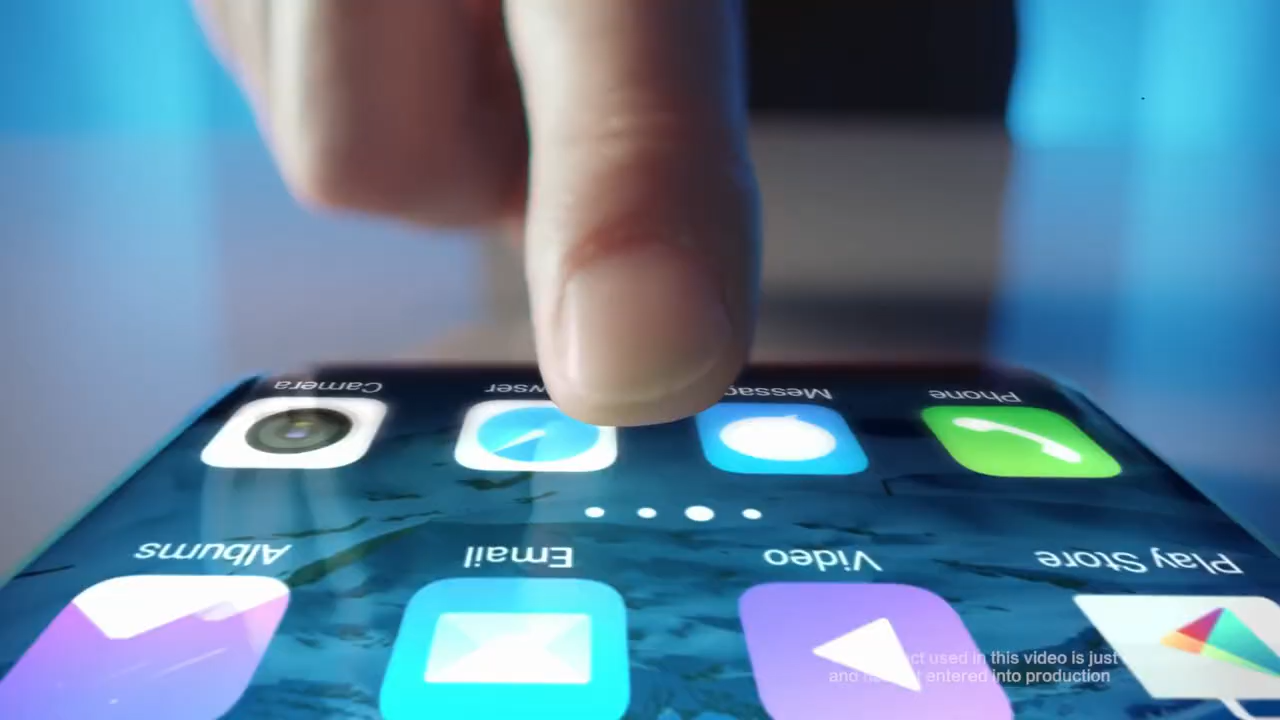 Camera
Phone
Albums
Email
Video
Play Store
used in this video is just
entered into production